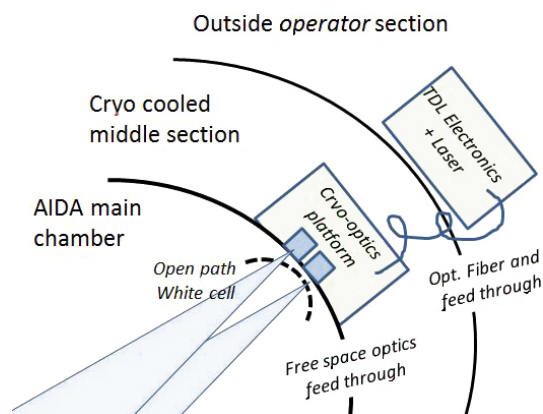 Outside operator section
Cryo cooled
middle section
AIDA main
chamber
TDL Electronics
+ Laser
Cryo-optics
platform
Open path
White cell
Opt. Fiber and
feed through
Free space optics
feed through